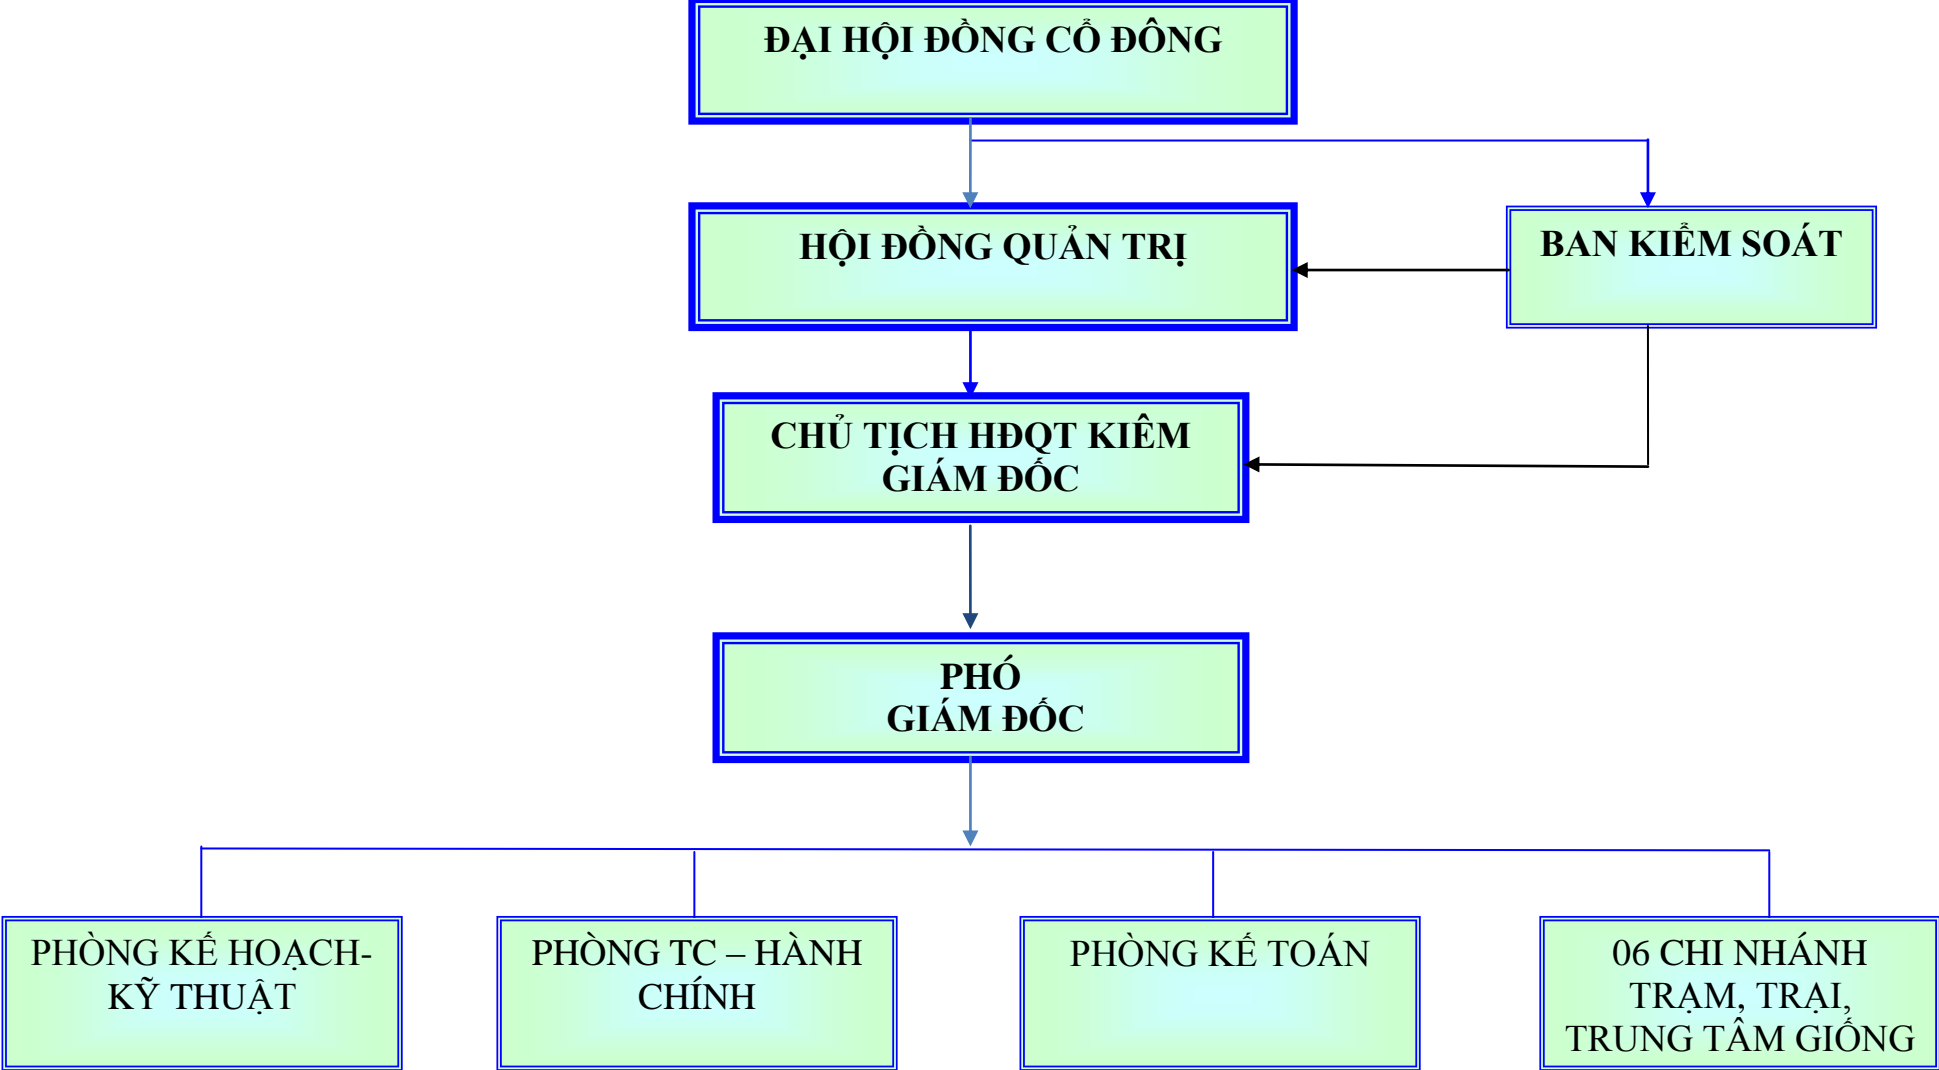 ĐẠI HỘI ĐỒNG CỔ ĐÔNG
HỘI ĐỒNG QUẢN TRỊ
BAN KIỂM SOÁT
CHỦ TỊCH HĐQT KIÊM
GIÁM ĐỐC
PHÓ
GIÁM ĐỐC
PHÒNG KẾ HOẠCH-
KỸ THUẬT
PHÒNG TC – HÀNH
CHÍNH
PHÒNG KẾ TOÁN
06 CHI NHÁNH
TRẠM, TRẠI,
TRUNG TÂM GIỐNG